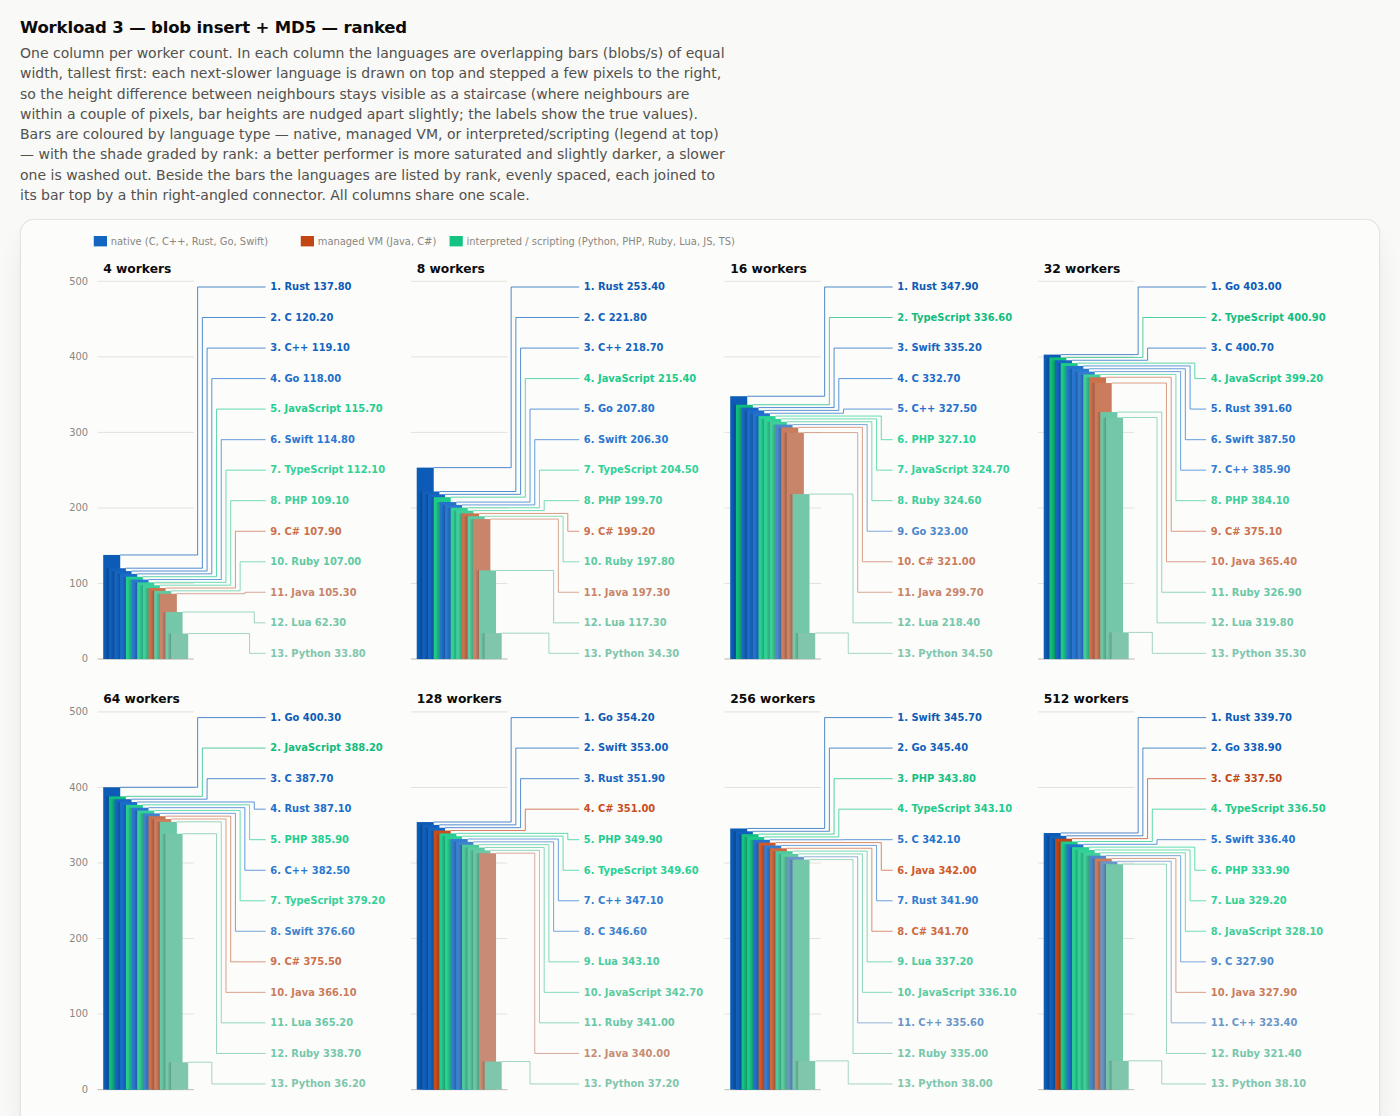 Workload 3 — blob insert + MD5 — ranked
One column per worker count. In each column the languages are overlapping bars (blobs/s) of equal
width, tallest first: each next-slower language is drawn on top and stepped a few pixels to the right,
so the height difference between neighbours stays visible as a staircase (where neighbours are
within a couple of pixels, bar heights are nudged apart slightly; the labels show the true values).
Bars are coloured by language type — native, managed VM, or interpreted/scripting (legend at top)
— with the shade graded by rank: a better performer is more saturated and slightly darker, a slower
one is washed out. Beside the bars the languages are listed by rank, evenly spaced, each joined to
its bar top by a thin right-angled connector. All columns share one scale.
native (C, C++, Rust, Go, Swift)
managed VM (Java, C#)
interpreted / scripting (Python, PHP, Ruby, Lua, JS, TS)
4 workers
500
400
300
200
100
0
1. Rust 137.80
2. C 120.20
3. C++ 119.10
4. Go 118.00
5. JavaScript 115.70
6. Swift 114.80
7. TypeScript 112.10
8. PHP 109.10
9. C# 107.90
10. Ruby 107.00
11. Java 105.30
12. Lua 62.30
13. Python 33.80
8 workers
1. Rust 253.40
2. C 221.80
3. C++ 218.70
4. JavaScript 215.40
5. Go 207.80
6. Swift 206.30
7. TypeScript 204.50
8. PHP 199.70
9. C# 199.20
10. Ruby 197.80
11. Java 197.30
12. Lua 117.30
13. Python 34.30
16 workers
1. Rust 347.90
2. TypeScript 336.60
3. Swift 335.20
4. C 332.70
5. C++ 327.50
6. PHP 327.10
7. JavaScript 324.70
8. Ruby 324.60
9. Go 323.00
10. C# 321.00
11. Java 299.70
12. Lua 218.40
13. Python 34.50
32 workers
1. Go 403.00
2. TypeScript 400.90
3. C 400.70
4. JavaScript 399.20
5. Rust 391.60
6. Swift 387.50
7. C++ 385.90
8. PHP 384.10
9. C# 375.10
10. Java 365.40
11. Ruby 326.90
12. Lua 319.80
13. Python 35.30
64 workers
500
400
300
200
100
0
1. Go 400.30
2. JavaScript 388.20
3. C 387.70
4. Rust 387.10
5. PHP 385.90
6. C++ 382.50
7. TypeScript 379.20
8. Swift 376.60
9. C# 375.50
10. Java 366.10
11. Lua 365.20
12. Ruby 338.70
13. Python 36.20
128 workers
1. Go 354.20
2. Swift 353.00
3. Rust 351.90
4. C# 351.00
5. PHP 349.90
6. TypeScript 349.60
7. C++ 347.10
8. C 346.60
9. Lua 343.10
10. JavaScript 342.70
11. Ruby 341.00
12. Java 340.00
13. Python 37.20
256 workers
1. Swift 345.70
2. Go 345.40
3. PHP 343.80
4. TypeScript 343.10
5. C 342.10
6. Java 342.00
7. Rust 341.90
8. C# 341.70
9. Lua 337.20
10. JavaScript 336.10
11. C++ 335.60
12. Ruby 335.00
13. Python 38.00
512 workers
1. Rust 339.70
2. Go 338.90
3. C# 337.50
4. TypeScript 336.50
5. Swift 336.40
6. PHP 333.90
7. Lua 329.20
8. JavaScript 328.10
9. C 327.90
10. Java 327.90
11. C++ 323.40
12. Ruby 321.40
13. Python 38.10